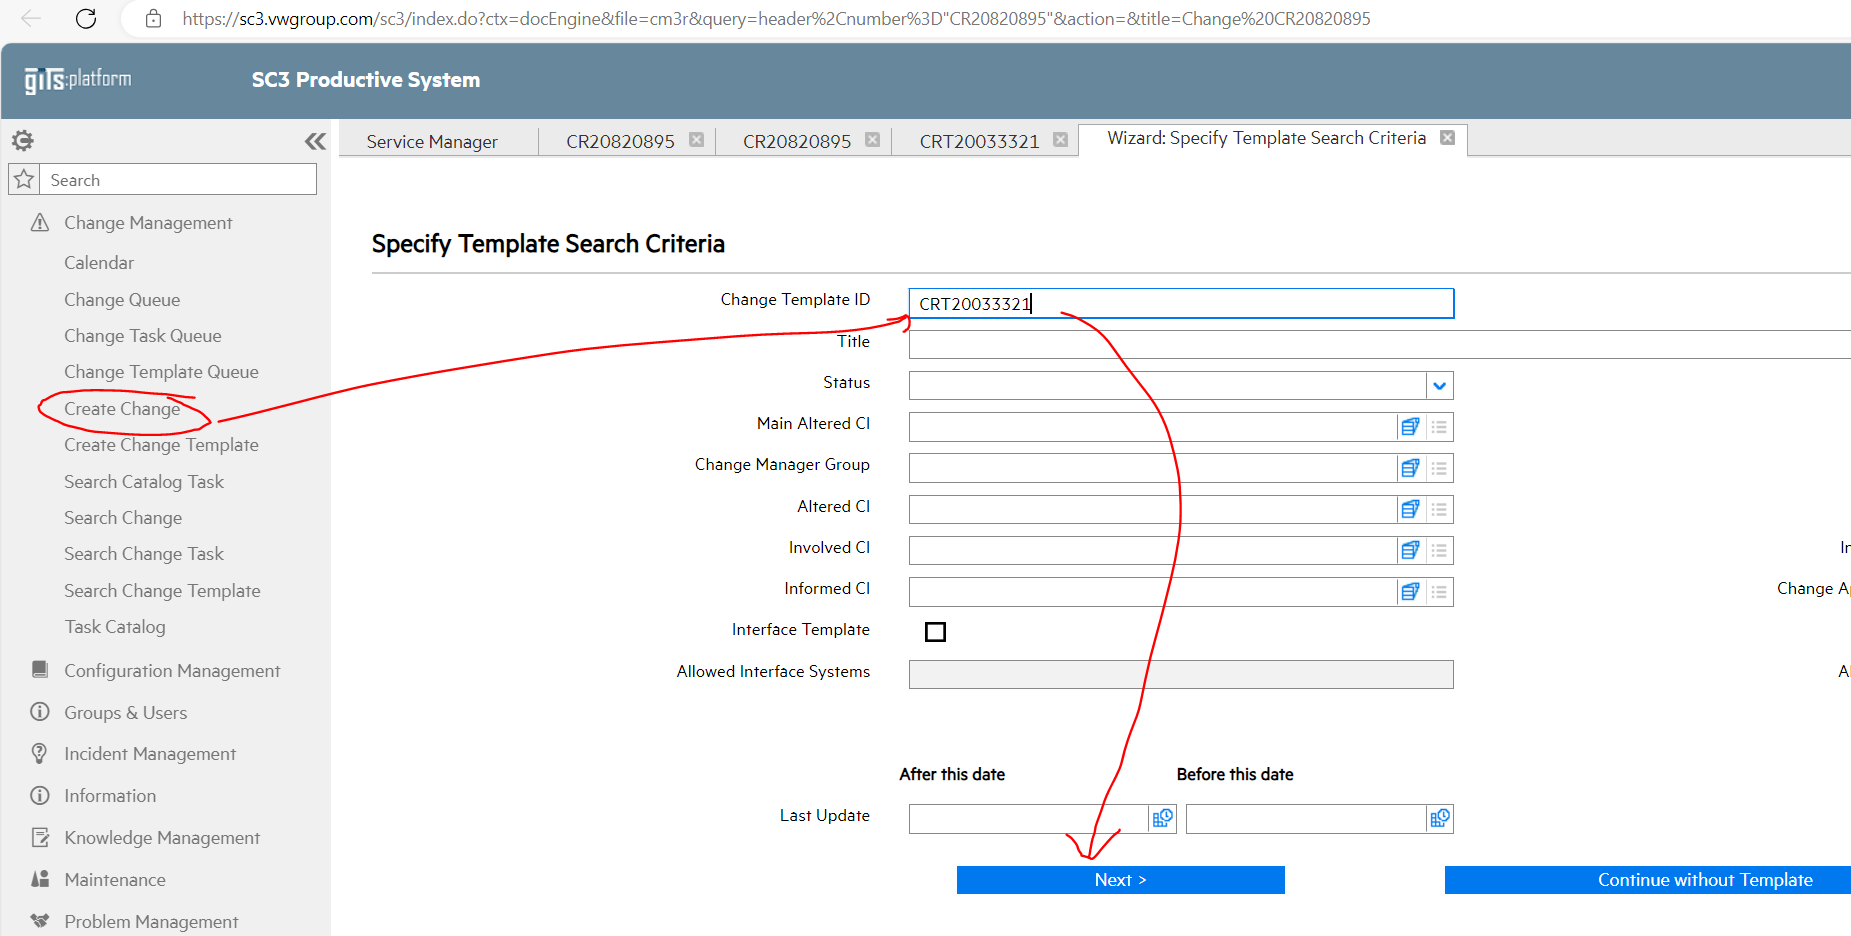 https://sc3.vwgroup.com/sc3/index.do?ctx=docEngine&file=cm3r&query=header%2Cnumber%3D"CR20820895"&action=&title=Change%20CR20820895
gITS:platform
SC3 Productive System
Service Manager
CR20820895
CR20820895
CRT20033321
Wizard: Specify Template Search Criteria
Search
Change Management
Calendar
Change Queue
Change Task Queue
Change Template Queue
Create Change
Create Change Template
Search Catalog Task
Search Change
Search Change Task
Search Change Template
Task Catalog
Configuration Management
Groups & Users
Incident Management
Information
Knowledge Management
Maintenance
Problem Management
Specify Template Search Criteria
Change Template ID
CRT20033321
Title
Status
Main Altered CI
Change Manager Group
Altered CI
Involved CI
Informed CI
Change A
Interface Template
Allowed Interface Systems
After this date
Before this date
Last Update
Next >
Continue without Template